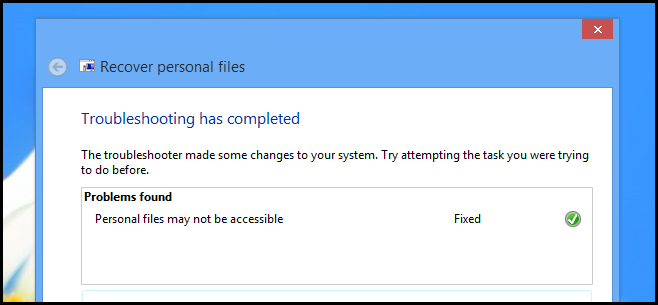 Recover personal files
Troubleshooting has completed
The troubleshooter made some changes to your system. Try attempting the task you were trying
to do before.
Problems found
Personal files may not be accessible Fixed